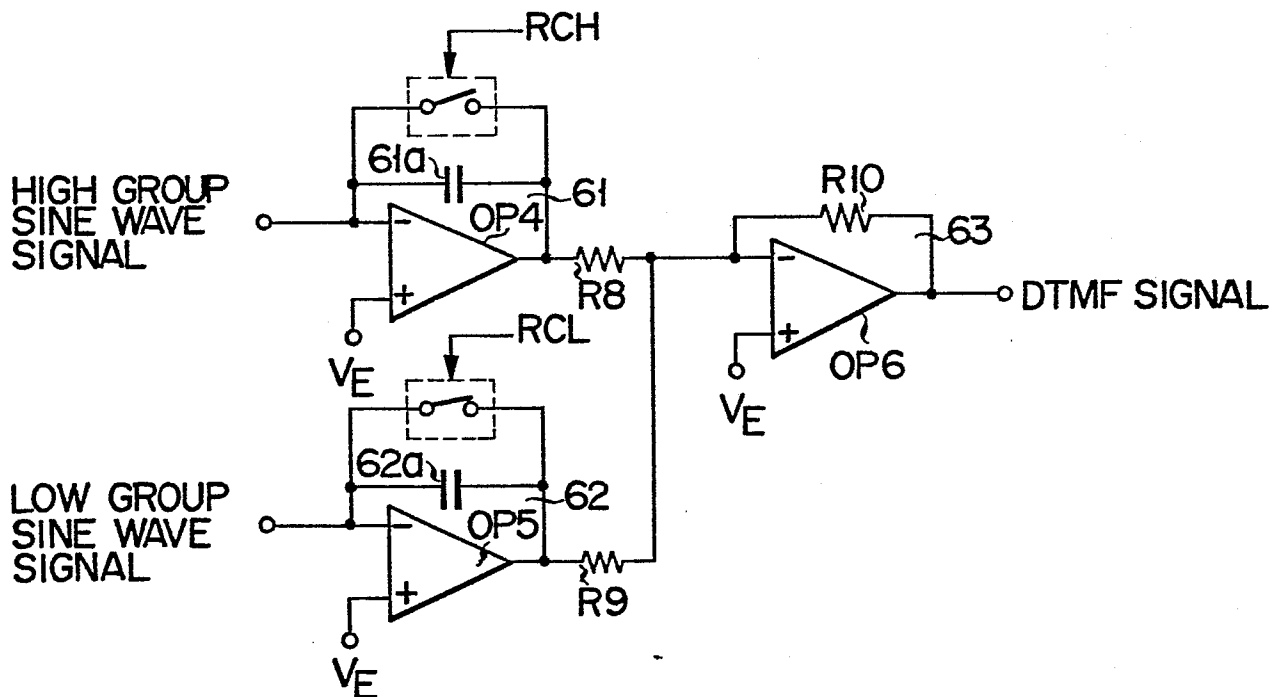 RCH
61a
61
HIGH GROUP
SINE WAVE
SIGNAL
-
OP4
+
R8
VE
R10
63
-
+
OP6
DTMF SIGNAL
VE
RCL
62a
62
LOW GROUP
SINE WAVE
SIGNAL
-
OP5
+
R9
VE